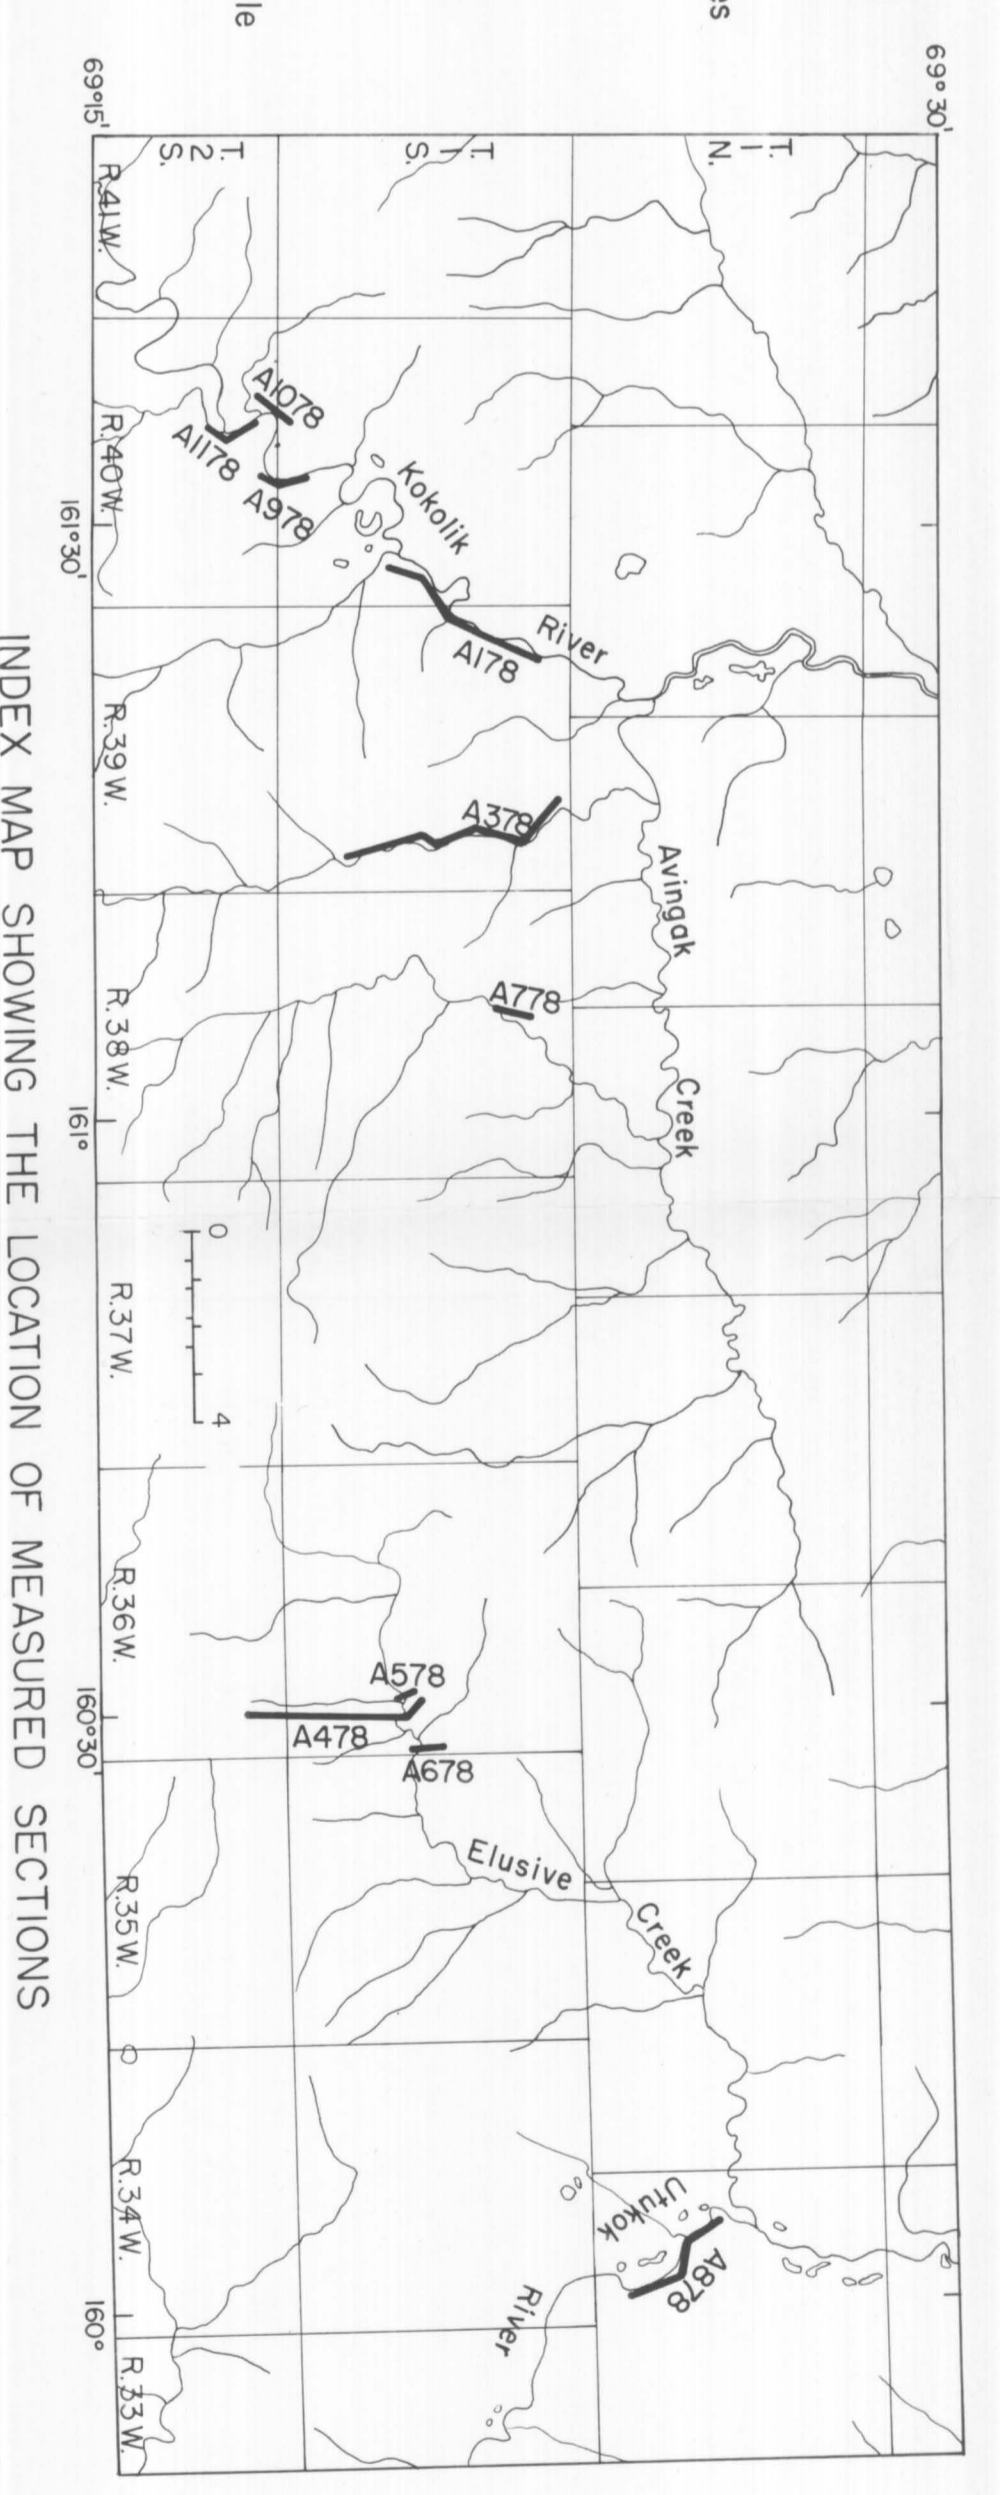 69° 30'
69° 15'
T.
1
N.
T.
1
S.
T.
2
S.
R.41W.
R.40W.
161°30'
R.39W.
R.38W.
161°
R.37W.
R.36W.
160°30'
R.35W.
R.34W.
160°
R.33W.
A1078
A1178
A978
Kokolik
River
A178
A378
Avingak
Creek
A778
0
4
A578
A478
A678
Elusive
Creek
Utukok
River
A878
INDEX MAP SHOWING THE LOCATION OF MEASURED SECTIONS
es
le